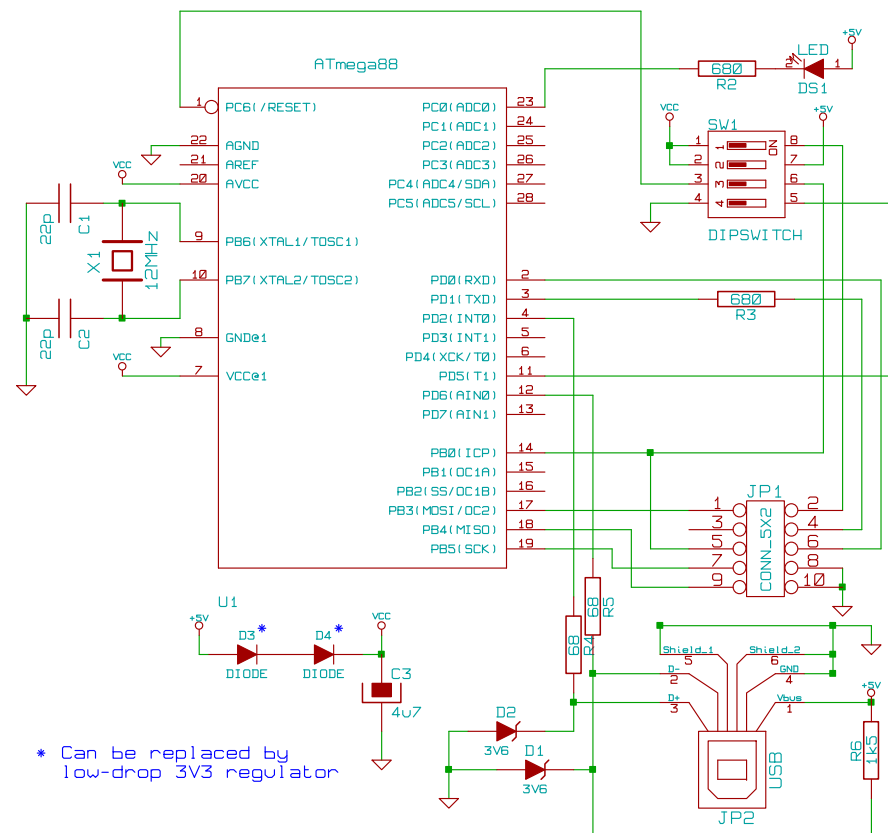 ATmega88
LED
+5V
2
1
680
R2
DS1
1
PC6(/RESET)
PC0(ADC0)
23
PC1(ADC1)
24
22
AGND
PC2(ADC2)
25
21
AREF
PC3(ADC3)
26
VCC
20
AVCC
PC4(ADC4/SDA)
27
PC5(ADC5/SCL)
28
VCC
SW1
+5V
1
1
ON
8
2
2
7
3
3
6
4
4
5
DIPSWITCH
22p
C1
X1
12MHZ
22p
C2
9
PB6(XTAL1/TOSC1)
10
PB7(XTAL2/TOSC2)
PD0(RXD)
2
PD1(TXD)
3
680
R3
PD2(INT0)
4
8
GND@1
PD3(INT1)
5
PD4(XCK/T0)
6
VCC
7
VCC@1
PD5(T1)
11
PD6(AIN0)
12
PD7(AIN1)
13
PB0(ICP)
14
PB1(OC1A)
15
PB2(SS/OC1B)
16
PB3(MOSI/OC2)
17
PB4(MISO)
18
PB5(SCK)
19
JP1
CONN_5X2
1
2
3
4
5
6
7
8
9
10
U1
68
R5
68
R4
+5V
D3
*
D4
*
VCC
DIODE
DIODE
C3
4u7
Shield_1
5
Shield_2
6
D-
2
GND
4
D+
3
Vbus
1
+5V
D2
3V6
D1
3V6
USB
JP2
R6
1k5
* Can be replaced by
low-drop 3V3 regulator